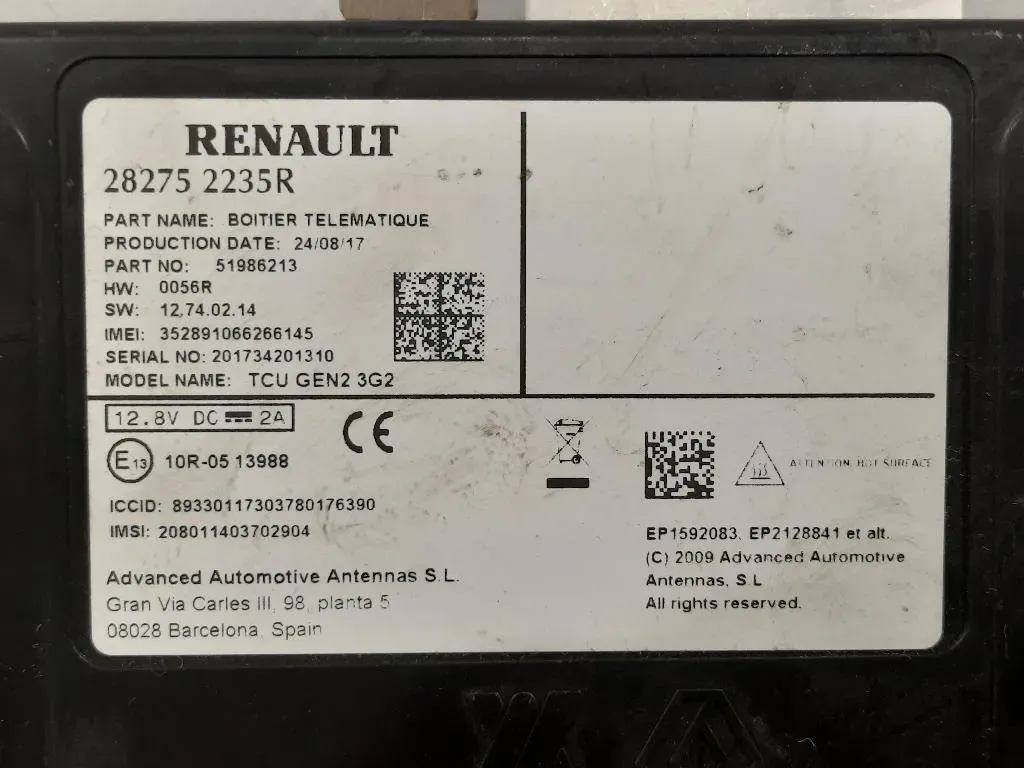 RENAULT
28275 2235R
PART NAME: BOITIER TELEMATIQUE
PRODUCTION DATE: 24/08/17
PART NO: 51986213
HW: 0056R
SW: 12.74.02.14
IMEI: 352891066266145
SERIAL NO: 201734201310
MODEL NAME: TCU GEN2 3G2
12.8V DC 2A
CE
E13 10R-05 13988
ATTENTION, HOT SURFACE
ICCID: 89330117303780176390
IMSI: 208011403702904
EP1592083, EP2128841 et alt.
(C) 2009 Advanced Automotive
Antennas, S L
All rights reserved.
Advanced Automotive Antennas S.L.
Gran Via Carles III, 98, planta 5
08028 Barcelona, Spain